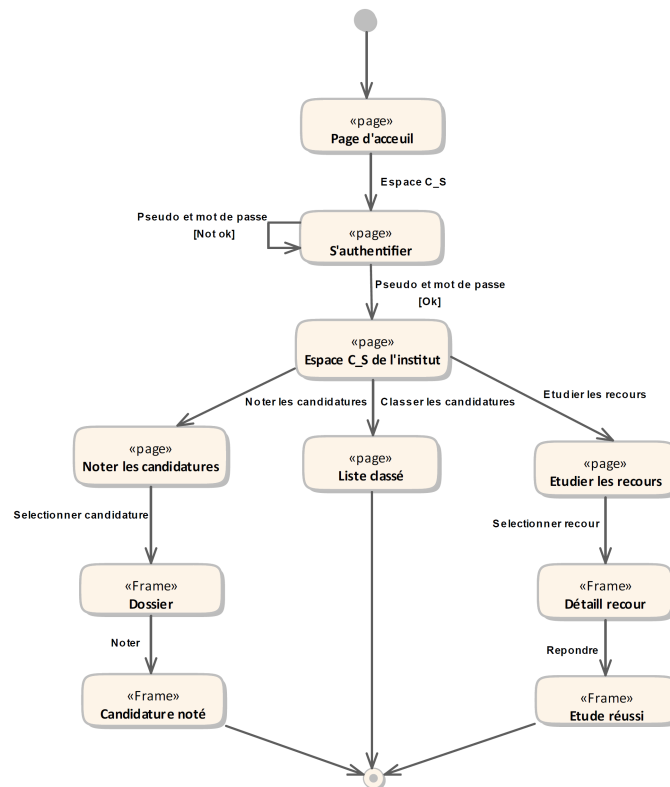 «page»
Page d'acceuil
Espace C_S
Pseudo et mot de passe
[Not ok]
«page»
S'authentifier
Pseudo et mot de passe
[Ok]
«page»
Espace C_S de l'institut
Noter les candidatures
Classer les candidatures
Etudier les recours
«page»
Noter les candidatures
«page»
Liste classé
«page»
Etudier les recours
Selectionner candidature
Selectionner recour
«Frame»
Dossier
«Frame»
Détaill recour
Noter
Repondre
«Frame»
Candidature noté
«Frame»
Etude réussi